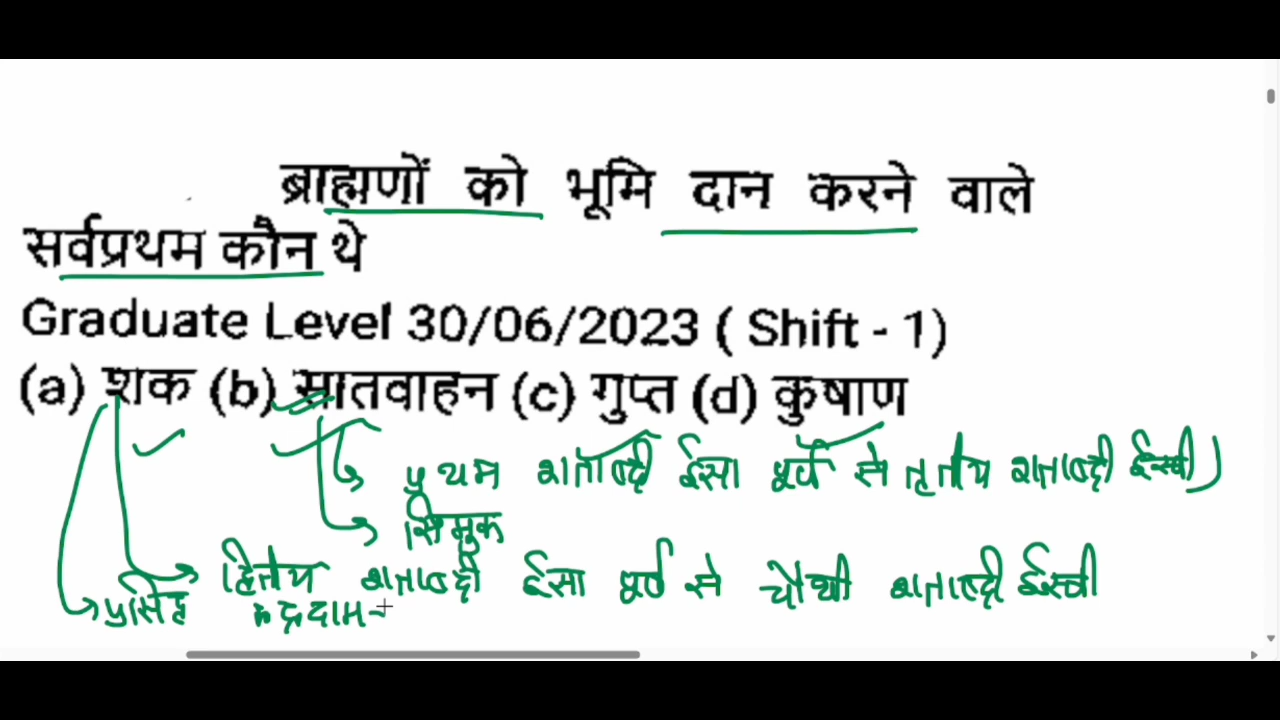 ब्राह्मणों को भूमि दान करने वाले
सर्वप्रथम कौन थे
Graduate Level 30/06/2023 ( Shift - 1)
(a) शक (b) सातवाहन (c) गुप्त (d) कुषाण
प्रथम शताब्दी ईसा पूर्व से तृतीय शताब्दी ईस्वी)
सिमुक
द्वितीय शताब्दी ईसा पूर्व से चौथी शताब्दी ईस्वी
प्रसिद्ध रुद्रदाम